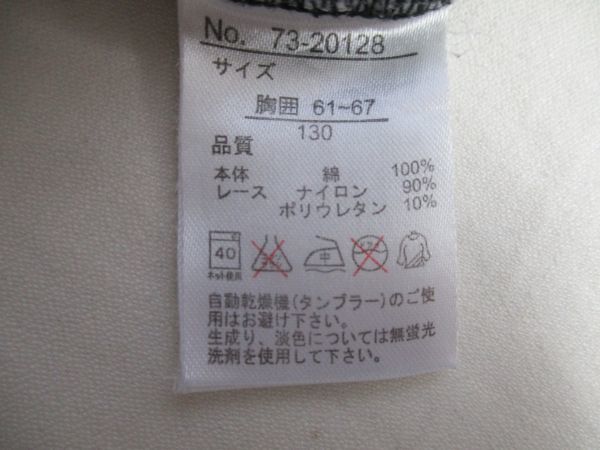 No. 73-20128
サイズ
胸囲 61~67
130
品質
本体 綿 100%
レース ナイロン 90%
ポリウレタン 10%
40 中
ネット使用
自動乾燥機(タンブラー)のご使
用はお避け下さい。
生成り、淡色については無蛍光
洗剤を使用して下さい。